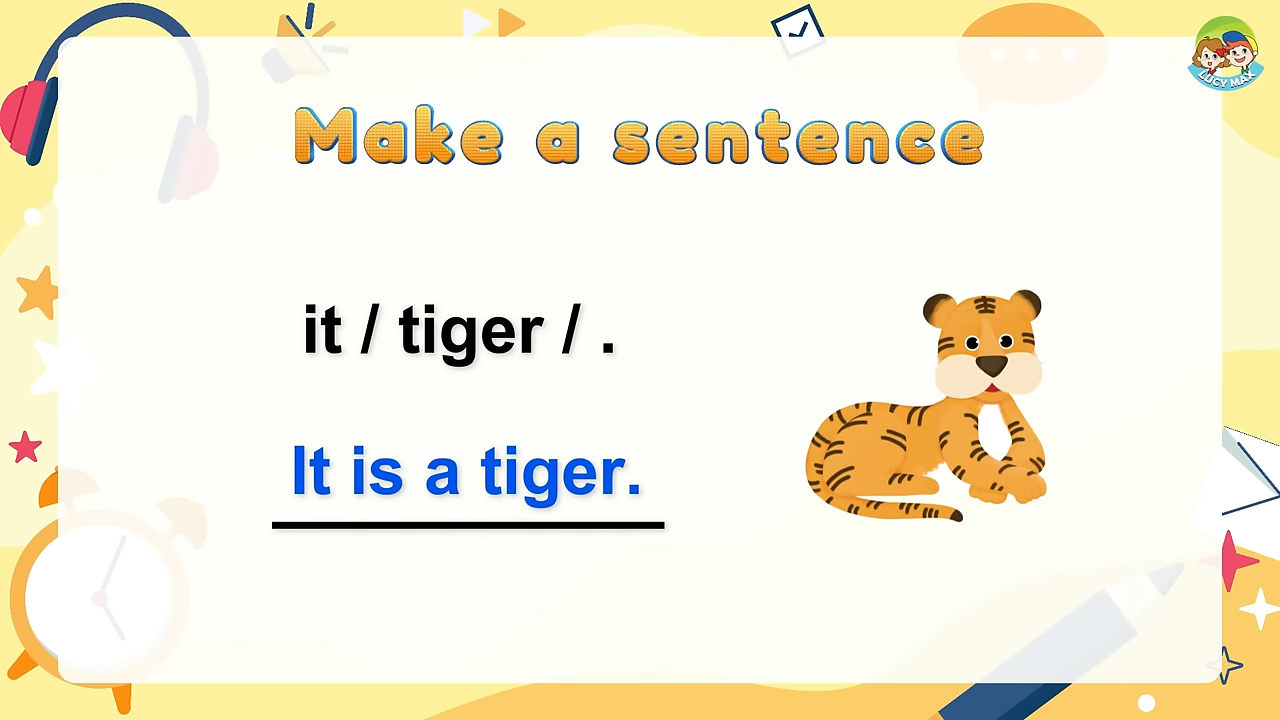 LUCY MAX
Make a sentence
it / tiger / .
It is a tiger.